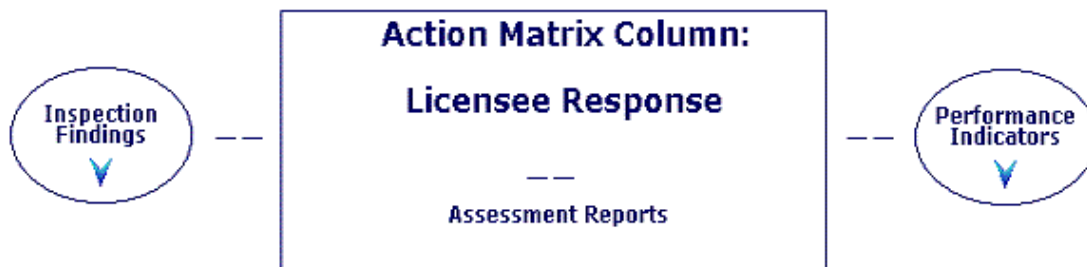 Action Matrix Column:
Licensee Response
Inspection
Findings
Performance
Indicators
Assessment Reports